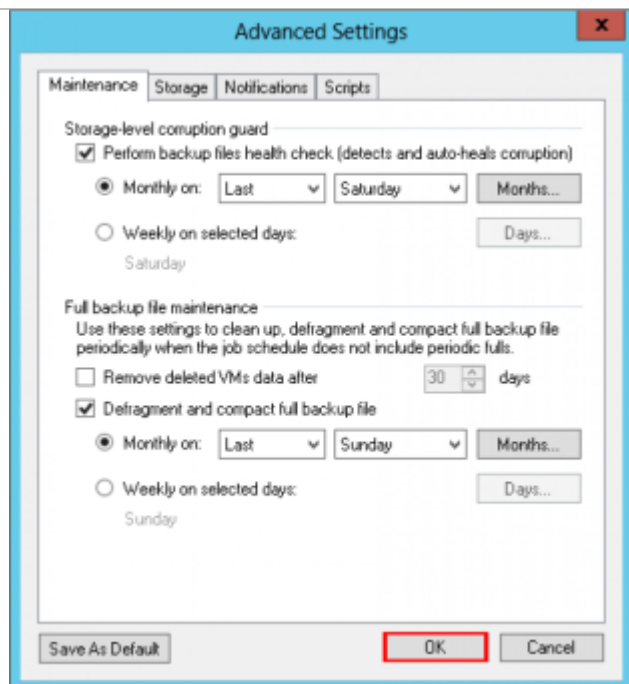 Advanced Settings
x
Maintenance Storage Notifications Scripts
Storage-level corruption guard
Perform backup files health check (detects and auto-heals corruption)
Monthly on: Last Saturday Months...
Weekly on selected days: Days...
Saturday
Full backup file maintenance
Use these settings to clean up, defragment and compact full backup file
periodically when the job schedule does not include periodic fulls.
Remove deleted VMs data after 30 days
Defragment and compact full backup file
Monthly on: Last Sunday Months...
Weekly on selected days: Days...
Sunday
Save As Default OK Cancel